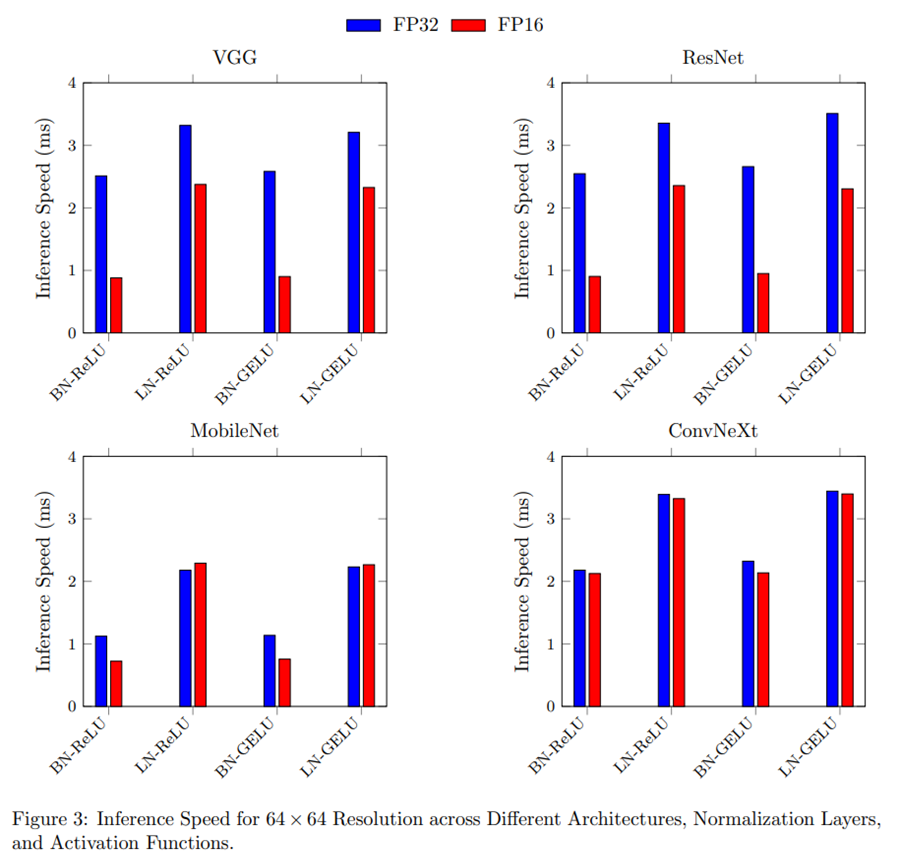 FP32 FP16
VGG
Inference Speed (ms)
4
3
2
1
0
BN-ReLU
LN-ReLU
BN-GELU
LN-GELU
ResNet
Inference Speed (ms)
4
3
2
1
0
BN-ReLU
LN-ReLU
BN-GELU
LN-GELU
MobileNet
Inference Speed (ms)
4
3
2
1
0
BN-ReLU
LN-ReLU
BN-GELU
LN-GELU
ConvNeXt
Inference Speed (ms)
4
3
2
1
0
BN-ReLU
LN-ReLU
BN-GELU
LN-GELU
Figure 3: Inference Speed for 64 × 64 Resolution across Different Architectures, Normalization Layers,
and Activation Functions.